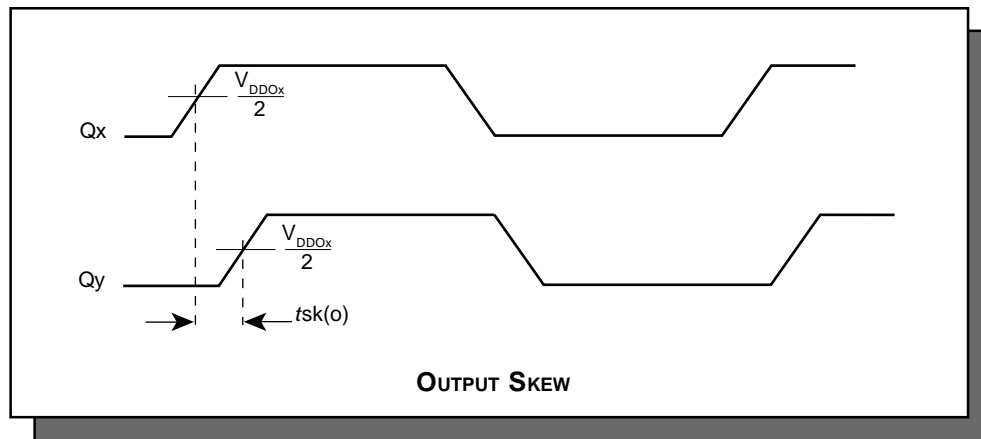 Qx
V_DDOx
2
Qy
V_DDOx
2
tsk(o)
OUTPUT SKEW